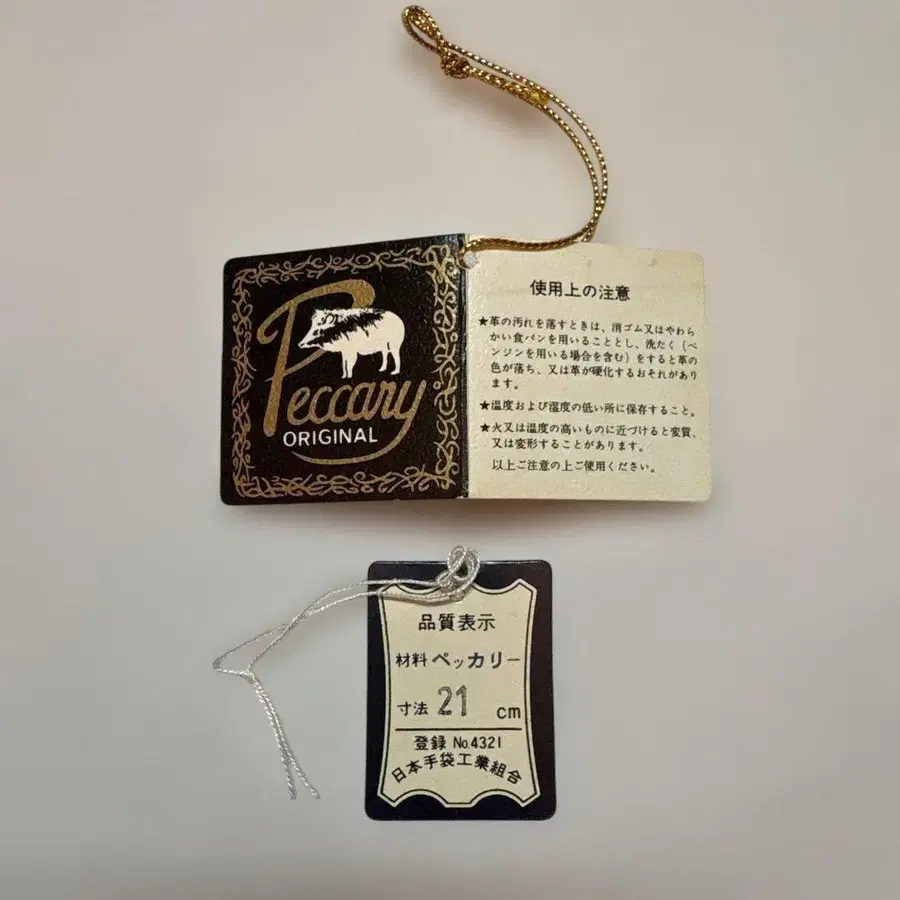 Peccary
ORIGINAL
使用上の注意
★革の汚れを落すときは、消ゴム又はやわら
かい食パンを用いることとし、洗たく（ベ
ンジンを用いる場合を含む）をすると革の
色が落ち、又は革が硬化するおそれがあり
ます。
★温度および湿度の低い所に保存すること。
★火又は温度の高いものに近づけると変質、
又は変形することがあります。
以上ご注意の上ご使用ください。
品質表示
材料 ペッカリー
寸法 21 cm
登録 No.4321
日本手袋工業組合